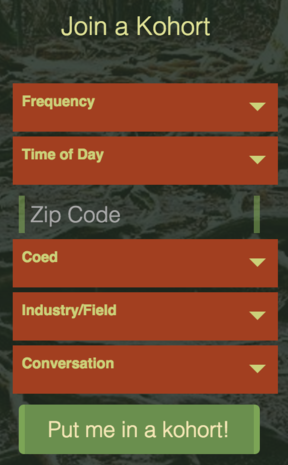 Join a Kohort
Frequency
Time of Day
Zip Code
Coed
Industry/Field
Conversation
Put me in a kohort!